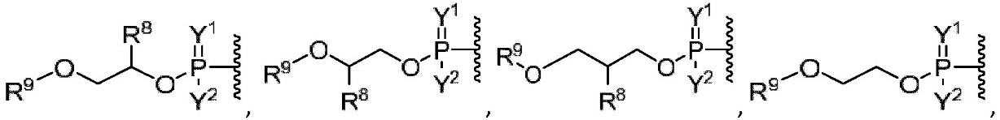 R⁸ Y¹
O P
R⁹ O Y² ,
Y¹
O P
R⁹ O Y²
R⁸ ,
Y¹
R⁹ P
O O Y²
R⁸ ,
Y¹
O P
R⁹ O Y² ,